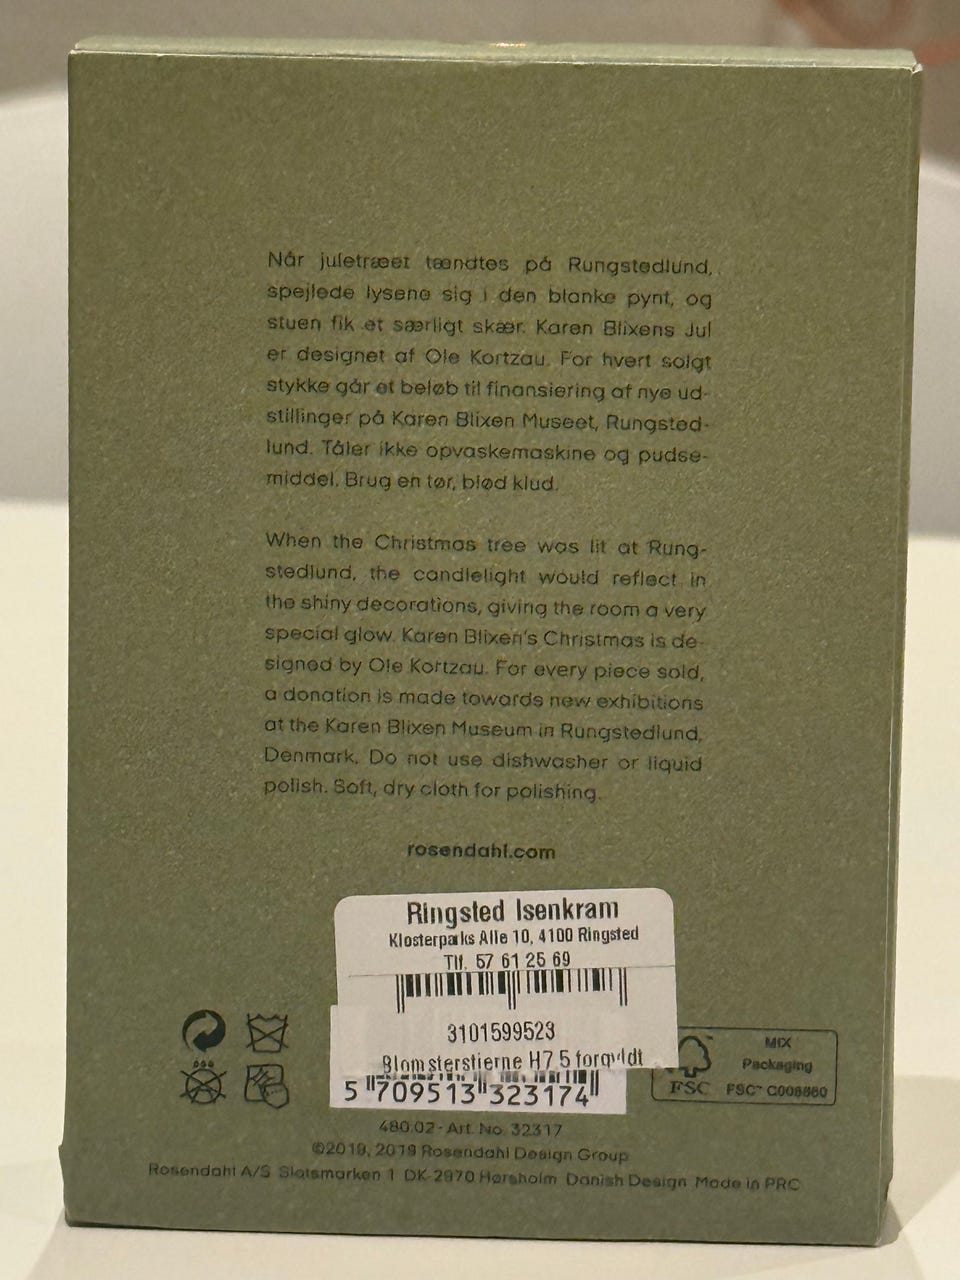 Når juletræet tændtes på Rungstedlund,
spejlede lysene sig i den blanke pynt, og
stuen fik et særligt skær. Karen Blixens Jul
er designet af Ole Kortzau. For hvert solgt
stykke går et beløb til finansiering af nye ud-
stillinger på Karen Blixen Museet, Rungsted-
lund. Tåler ikke opvaskemaskine og pudse-
middel. Brug en tør, blød klud.
When the Christmas tree was lit at Rung-
stedlund, the candlelight would reflect in
the shiny decorations, giving the room a very
special glow. Karen Blixen's Christmas is de-
signed by Ole Kortzau. For every piece sold,
a donation is made towards new exhibitions
at the Karen Blixen Museum in Rungstedlund,
Denmark. Do not use dishwasher or liquid
polish. Soft, dry cloth for polishing.
rosendahl.com
Ringsted Isenkram
Klosterparks Alle 10, 4100 Ringsted
Tlf. 57 61 25 69
3101599523
Blomsterstjerne H7 5 forgyldt
5 709513 323174
FSC
MIX
Packaging
FSC™
480.02 - Art. No. 32317
©2018, 2019 Rosendahl Design Group
Rosendahl A/S Slotsmarken 1 DK-2970 Hørsholm Danish Design Made in PRC